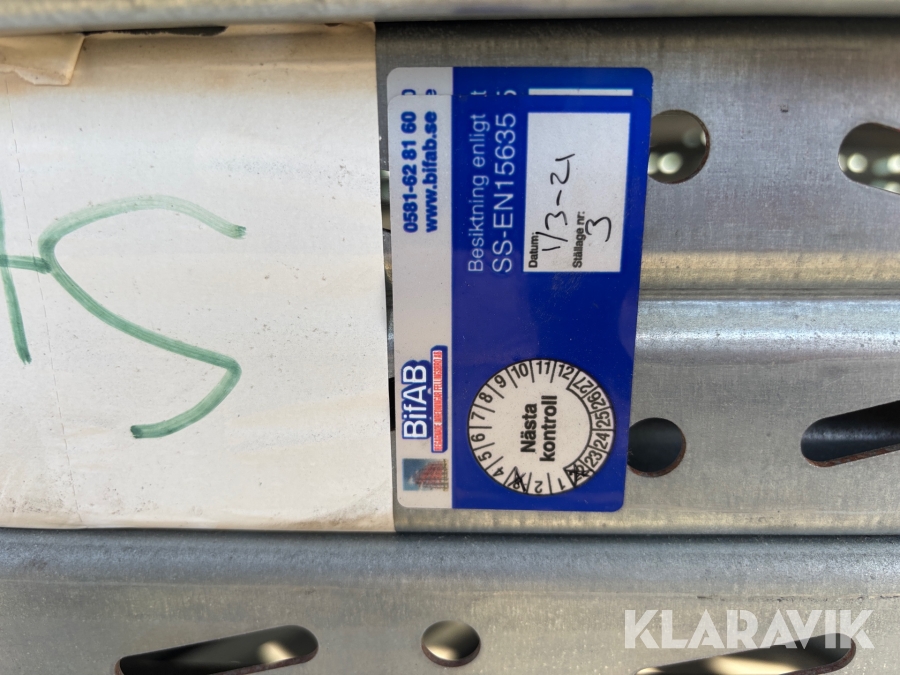 0581-62 81 60
www.bifab.se
Besiktning enligt
SS-EN15635
Datum:
1/3-21
Ställage nr:
3
BifAB
Nästa
kontroll
1 2 3 4 5 6 7 8 9 10 11 12
27 26 25 24 23 22
KLARAVIK